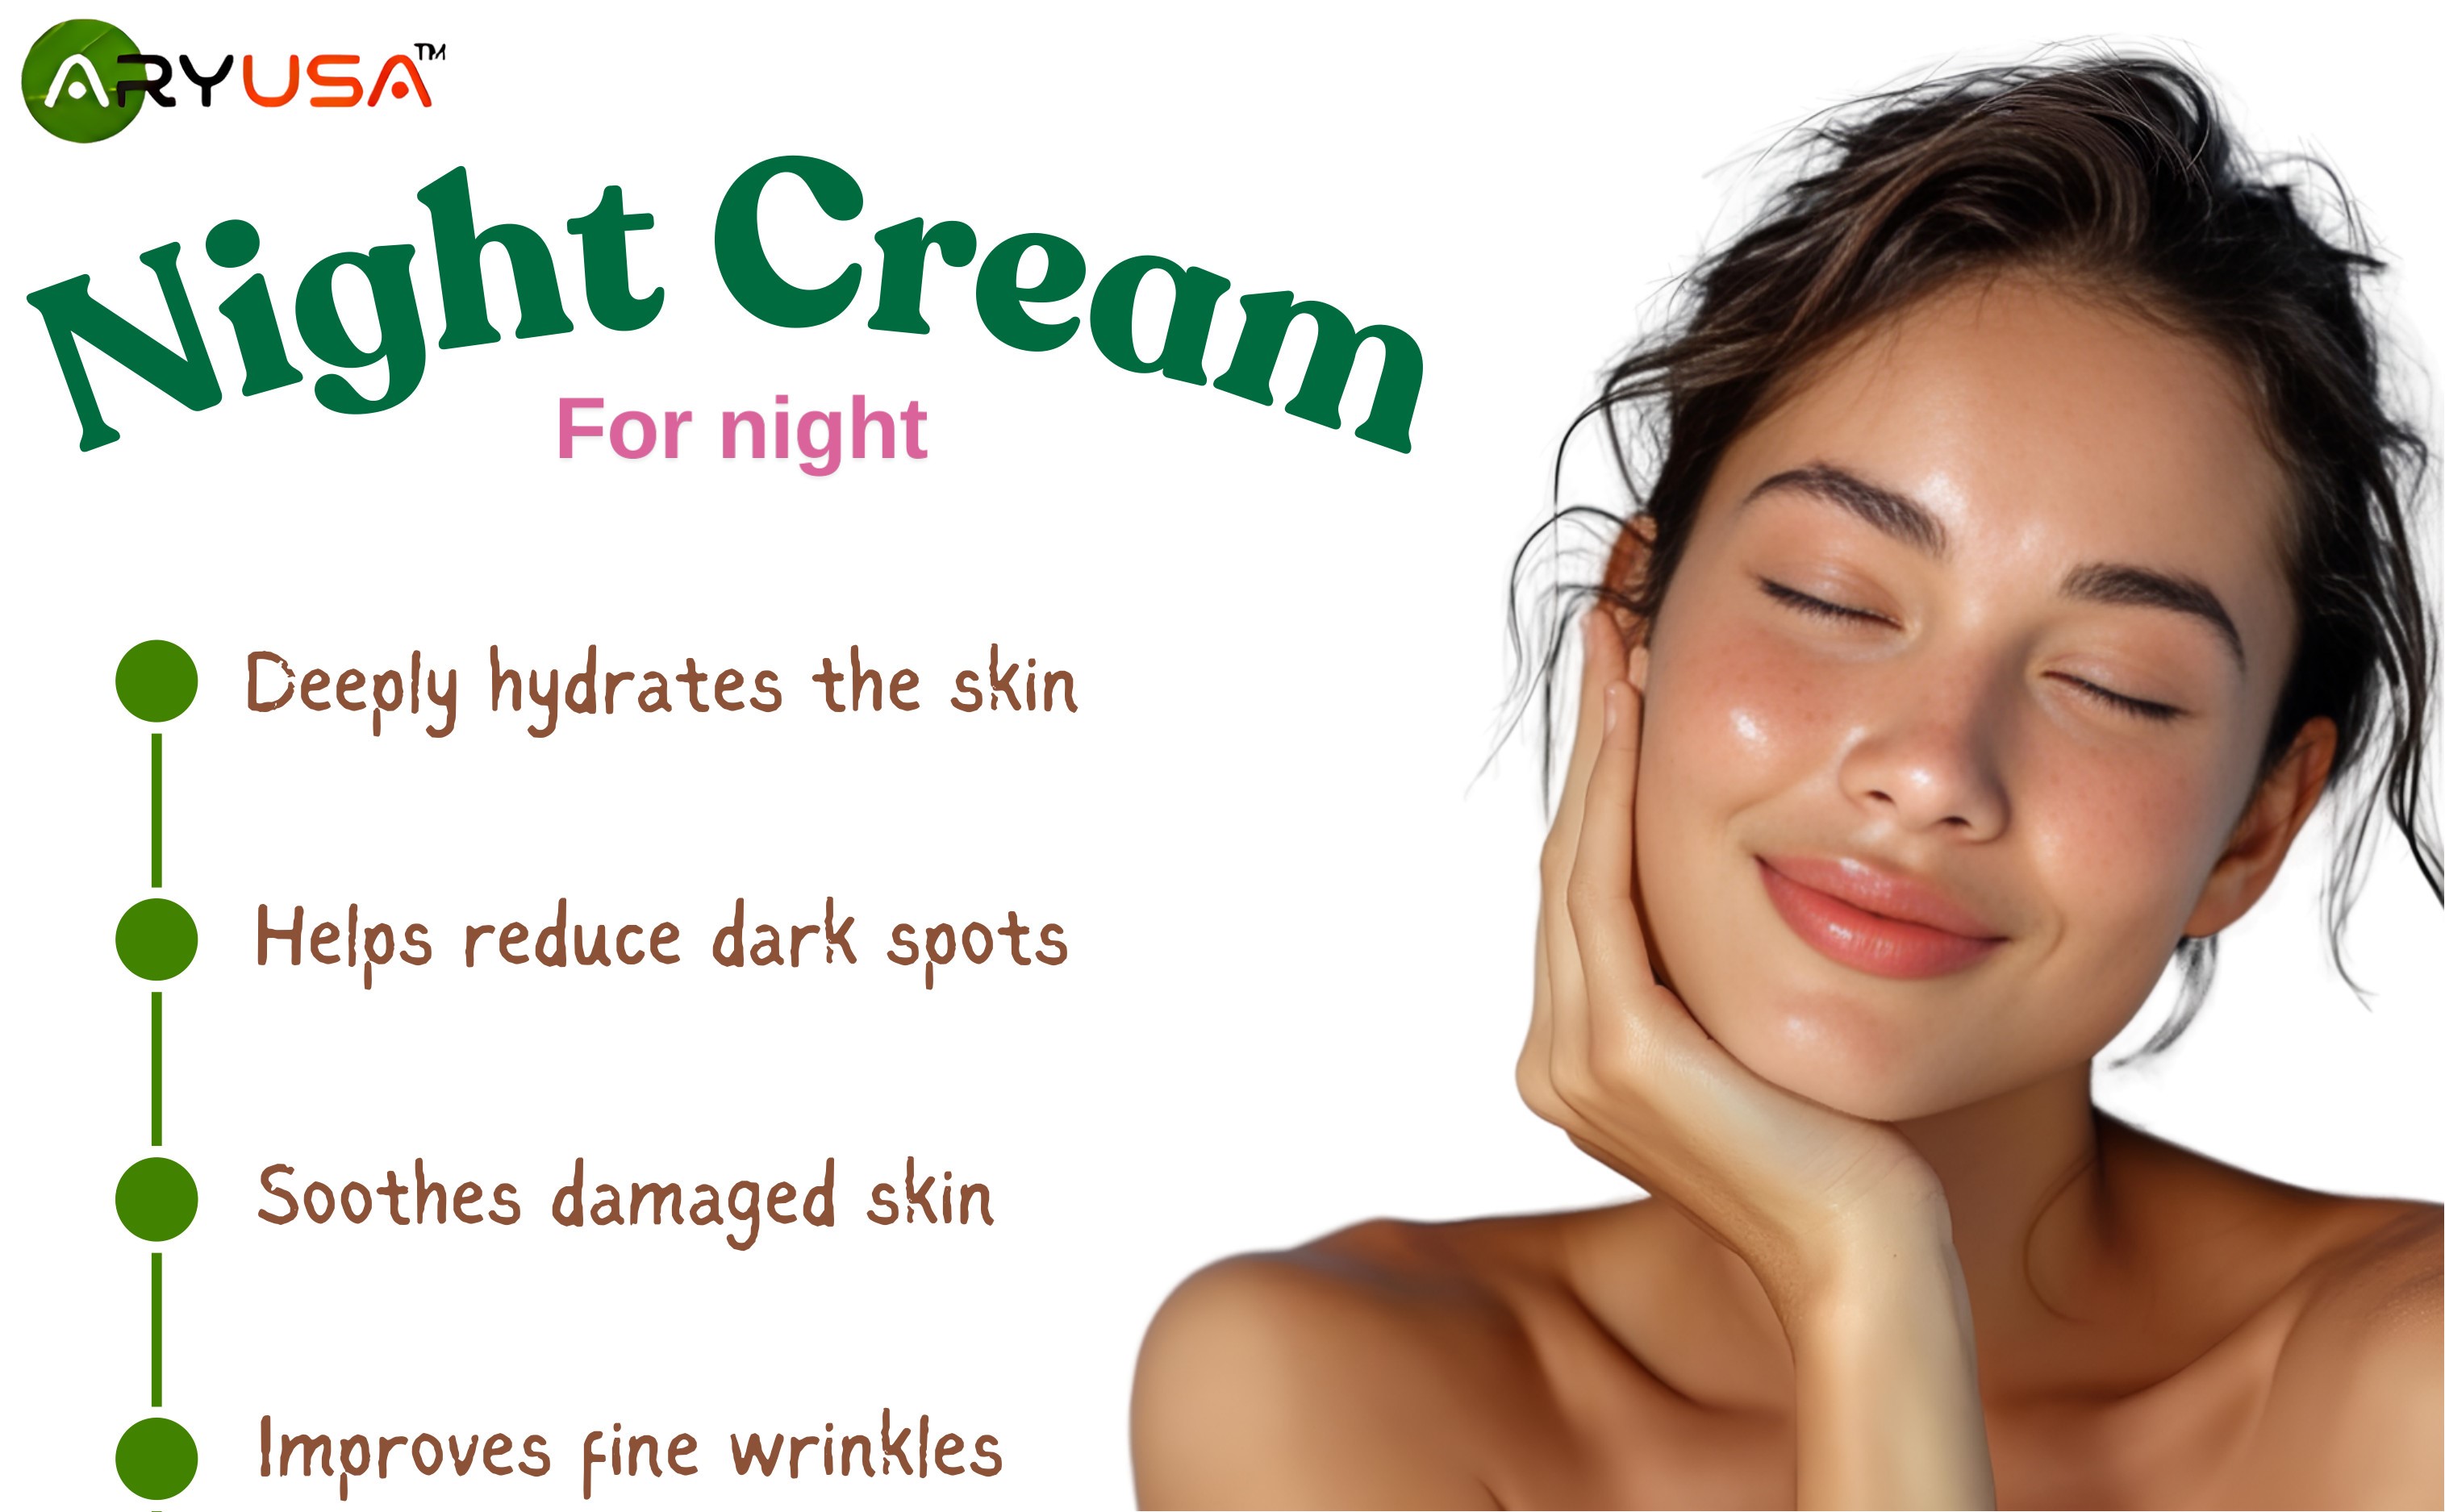 ARYUSA™
Night Cream
For night
Deeply hydrates the skin
Helps reduce dark spots
Soothes damaged skin
Improves fine wrinkles